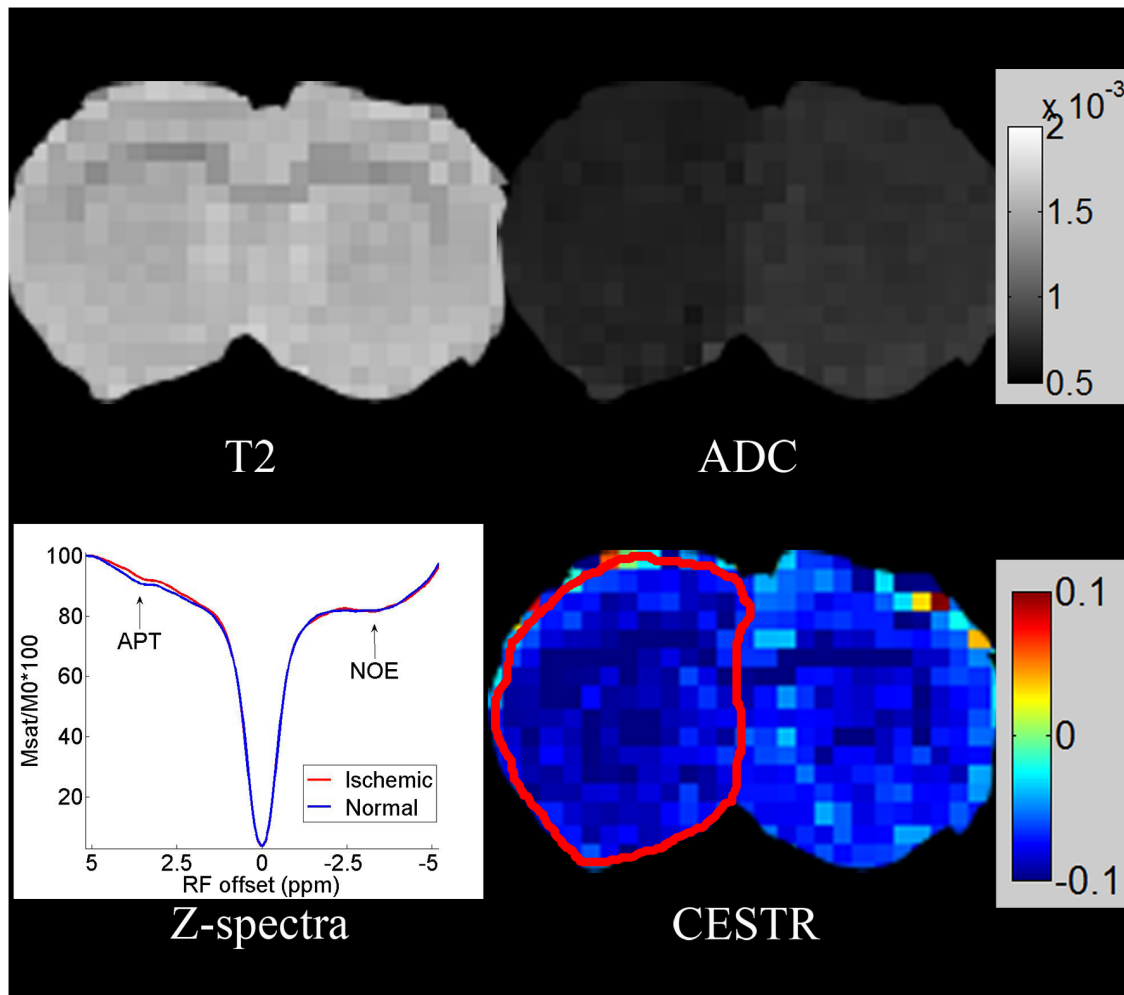 x 10⁻³
2
1.5
1
0.5
T2
ADC
100
80
60
40
20
Msat/M0*100
APT
NOE
Ischemic
Normal
5
2.5
0
-2.5
-5
RF offset (ppm)
0.1
0
-0.1
Z-spectra
CESTR